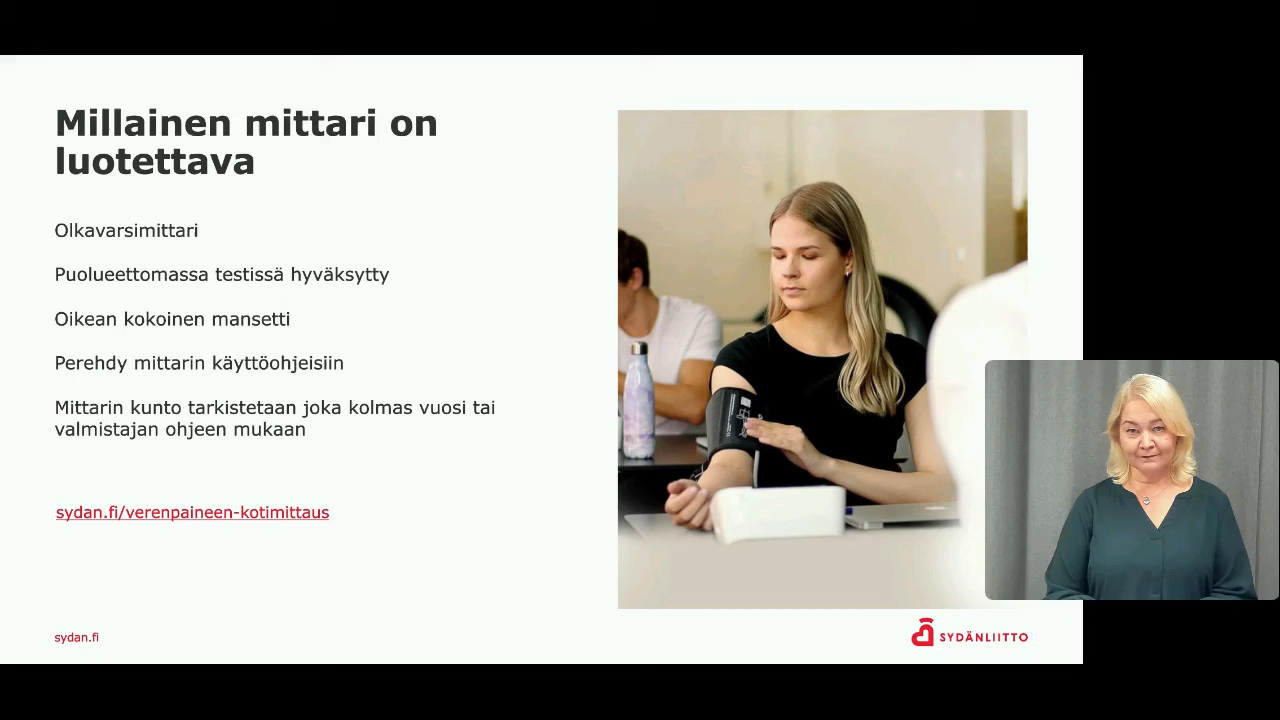 Millainen mittari on
luotettava
Olkavarsimittari
Puolueettomassa testissä hyväksytty
Oikean kokoinen mansetti
Perehdy mittarin käyttöohjeisiin
Mittarin kunto tarkistetaan joka kolmas vuosi tai
valmistajan ohjeen mukaan
sydan.fi/verenpaineen-kotimittaus
sydan.fi
SYDÄNLIITTO